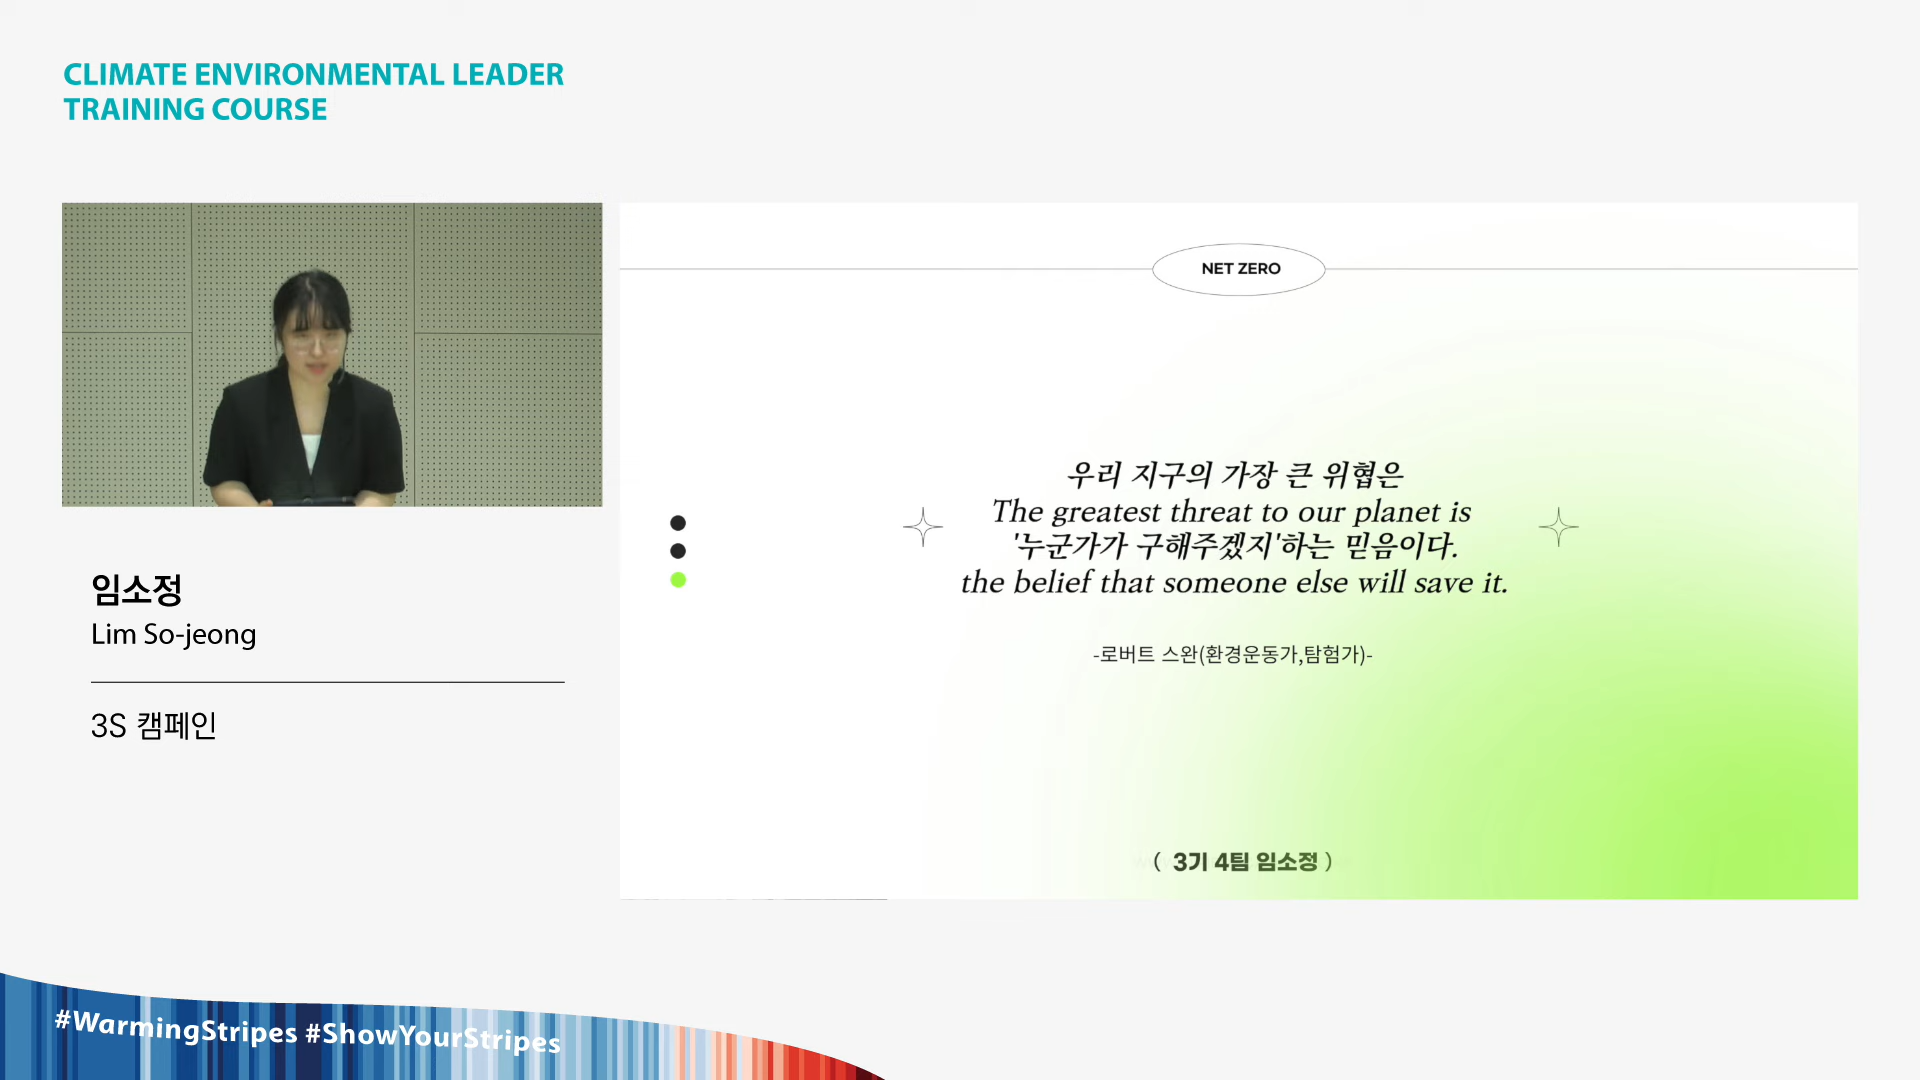 CLIMATE ENVIRONMENTAL LEADER
TRAINING COURSE
임소정
Lim So-jeong
3S 캠페인
NET ZERO
우리 지구의 가장 큰 위협은
The greatest threat to our planet is
'누군가가 구해주겠지'하는 믿음이다.
the belief that someone else will save it.
-로버트 스완(환경운동가,탐험가)-
( 3기 4팀 임소정 )
#WarmingStripes #ShowYourStripes